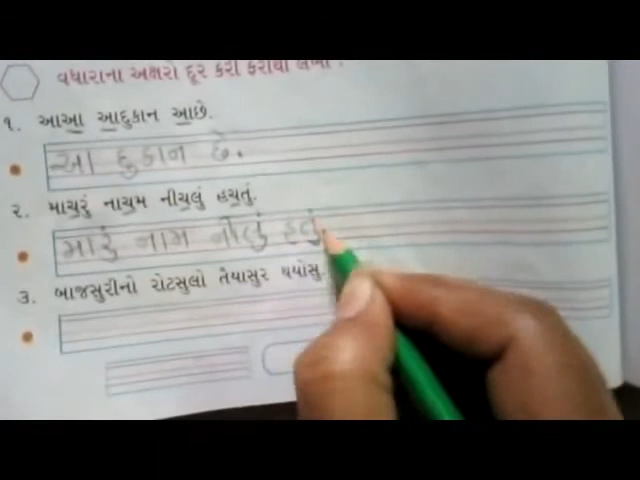 વધારાના અક્ષરો દૂર કરી ફરીથી લખો :
૧. આઆ આદુકાન આછે.
આ દુકાન છે.
૨. માચુરું નાચુમ નીચુલું હચુતું.
મારું નામ નીલું હતું.
૩. બાજસુરીનો રોટસુલો તેયાસુર થયોસુ.